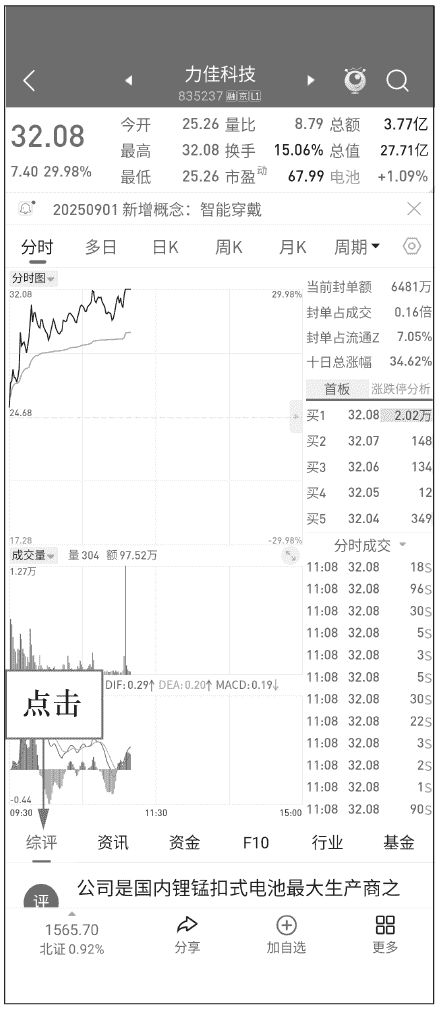 力佳科技
835237 融 京 L1
32.08
7.40 29.98%
今开 25.26 量比 8.79 总额 3.77亿
最高 32.08 换手 15.06% 总值 27.71亿
最低 25.26 市盈动 67.99 电池 +1.09%
20250901 新增概念：智能穿戴
分时 多日 日K 周K 月K 周期
分时图
32.08 29.98%
24.68
17.28 -29.98%
当前封单额 6481万
封单占成交 0.16倍
封单占流通Z 7.05%
十日总涨幅 34.62%
首板 涨跌停分析
买1 32.08 2.02万
买2 32.07 148
买3 32.06 134
买4 32.05 12
买5 32.04 349
分时成交
成交量 量 304 额 97.52万
1.27万
11:08 32.08 18S
11:08 32.08 96S
11:08 32.08 30S
11:08 32.08 5S
11:08 32.08 3S
11:08 32.08 5S
11:08 32.08 30S
11:08 32.08 22S
11:08 32.08 3S
11:08 32.08 2S
11:08 32.08 1S
11:08 32.08 90S
DIF:0.29↑ DEA:0.20↑ MACD:0.19↓
点击
-0.44
09:30 11:30 15:00
综评 资讯 资金 F10 行业 基金
评
公司是国内锂锰扣式电池最大生产商之
1565.70
北证 0.92%
分享
加自选
更多